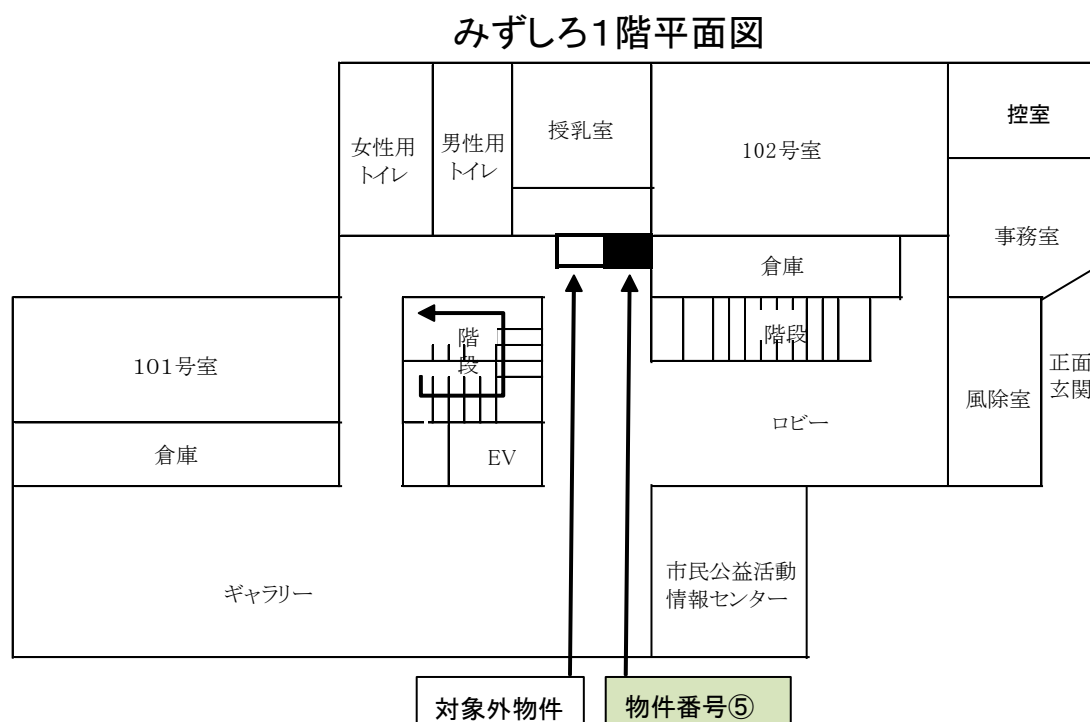 みずしろ1階平面図
女性用
トイレ
男性用
トイレ
授乳室
102号室
控室
事務室
倉庫
階段
階
段
101号室
正面
玄関
風除室
ロビー
倉庫
EV
市民公益活動
情報センター
ギャラリー
対象外物件
物件番号⑤